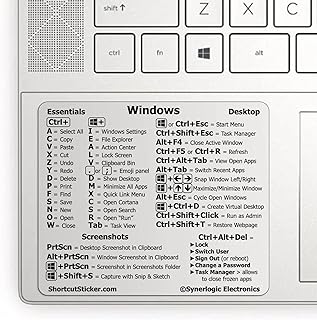 shift ↑
Z
X
C
ctrl
fn
alt
Essentials
Windows
Desktop
Ctrl+
+
A = Select All
C = Copy
V = Paste
X = Cut
Z = Undo
Y = Redo
D = Delete
P = Print
F = Find
S = Save
N = New
O = Open
W = Close
I = Windows Settings
E = File Explorer
A = Action Center
L = Lock Screen
V = Clipboard Bin
. or ; = Emoji panel
D = Show Desktop
M = Minimize All Apps
X = Quick Link Menu
C = Open Cortana
S = Open Search
R = Open "Run"
Tab = Task View
or Ctrl+Esc = Start Menu
Ctrl+Shift+Esc = Task Manager
Alt+F4 = Close Active Window
Ctrl+F5 or Ctrl+R = Refresh
Ctrl+Alt+Tab = View Open Apps
Alt+Tab = Switch Recent Apps
+ ← → Snap Window Left/Right
+ ↑ ↓ Maximize/Minimize Window
Alt+Esc = Cycle Open Windows
+Ctrl+D = Create Virtual Desktop
Ctrl+Shift+Click = Run as Admin
Ctrl+Shift+T = Restore Webpage
Screenshots
PrtScn = Desktop Screenshot in Clipboard
Alt+PrtScn = Window Screenshot in Clipboard
+PrtScn = Screenshot in Screenshots Folder
+Shift+S = Capture with Snip & Sketch
ShortcutSticker.com
Ctrl+Alt+Del =
▸ Lock
▸ Switch User
▸ Sign Out (or reboot)
▸ Change a Password
▸ Task Manager > allows
to close frozen apps
©Synerlogic Electronics